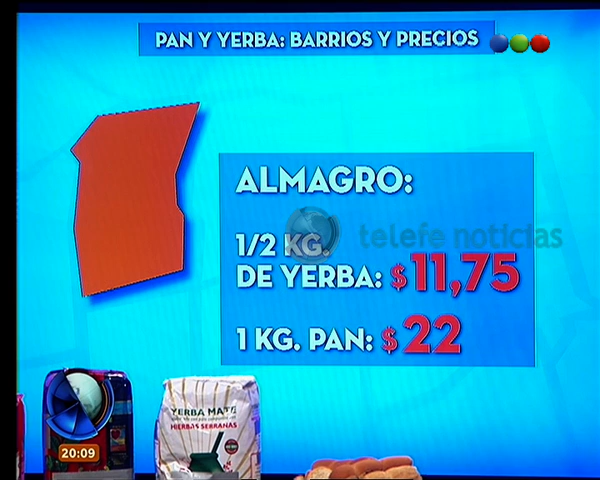 PAN Y YERBA: BARRIOS Y PRECIOS
ALMAGRO:
telefe noticias
1/2 KG.
DE YERBA: $11,75
1 KG. PAN: $22
YERBA MATE
HIERBAS SERRANAS
20:09